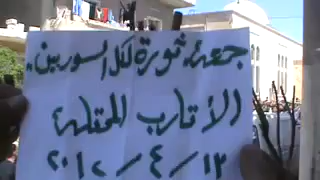 جمعة ثورة لكل السوريين
الأتارب المحتلة
٢٠١٢/٤/١٣